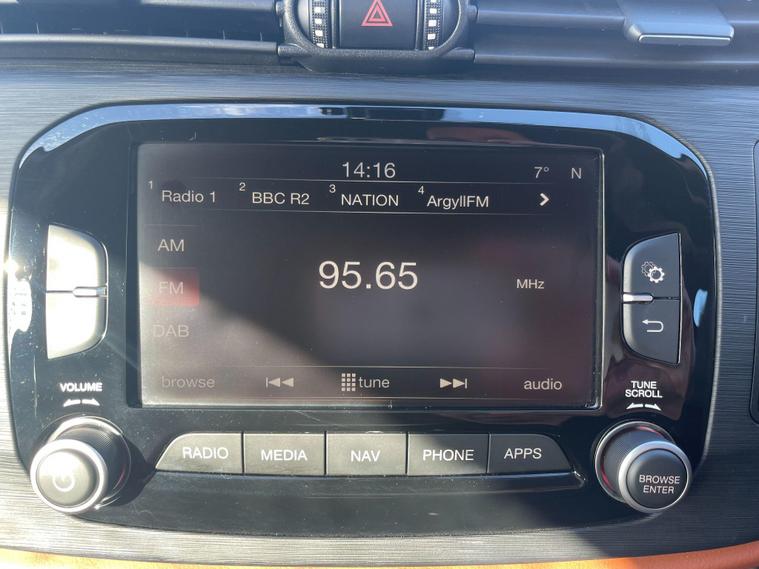 14:16 7° N
1 Radio 1 2 BBC R2 3 NATION 4 ArgyllFM
AM
95.65 MHz
FM
DAB
browse tune audio
VOLUME
TUNE
SCROLL
RADIO MEDIA NAV PHONE APPS
BROWSE
ENTER